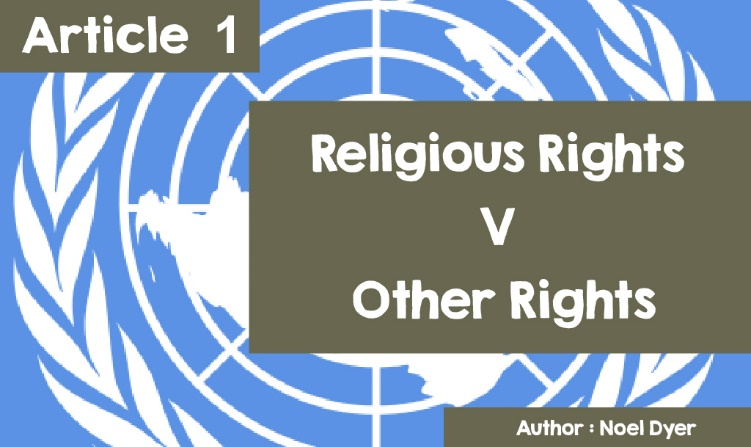 Article 1
Religious Rights
V
Other Rights
Author : Noel Dyer